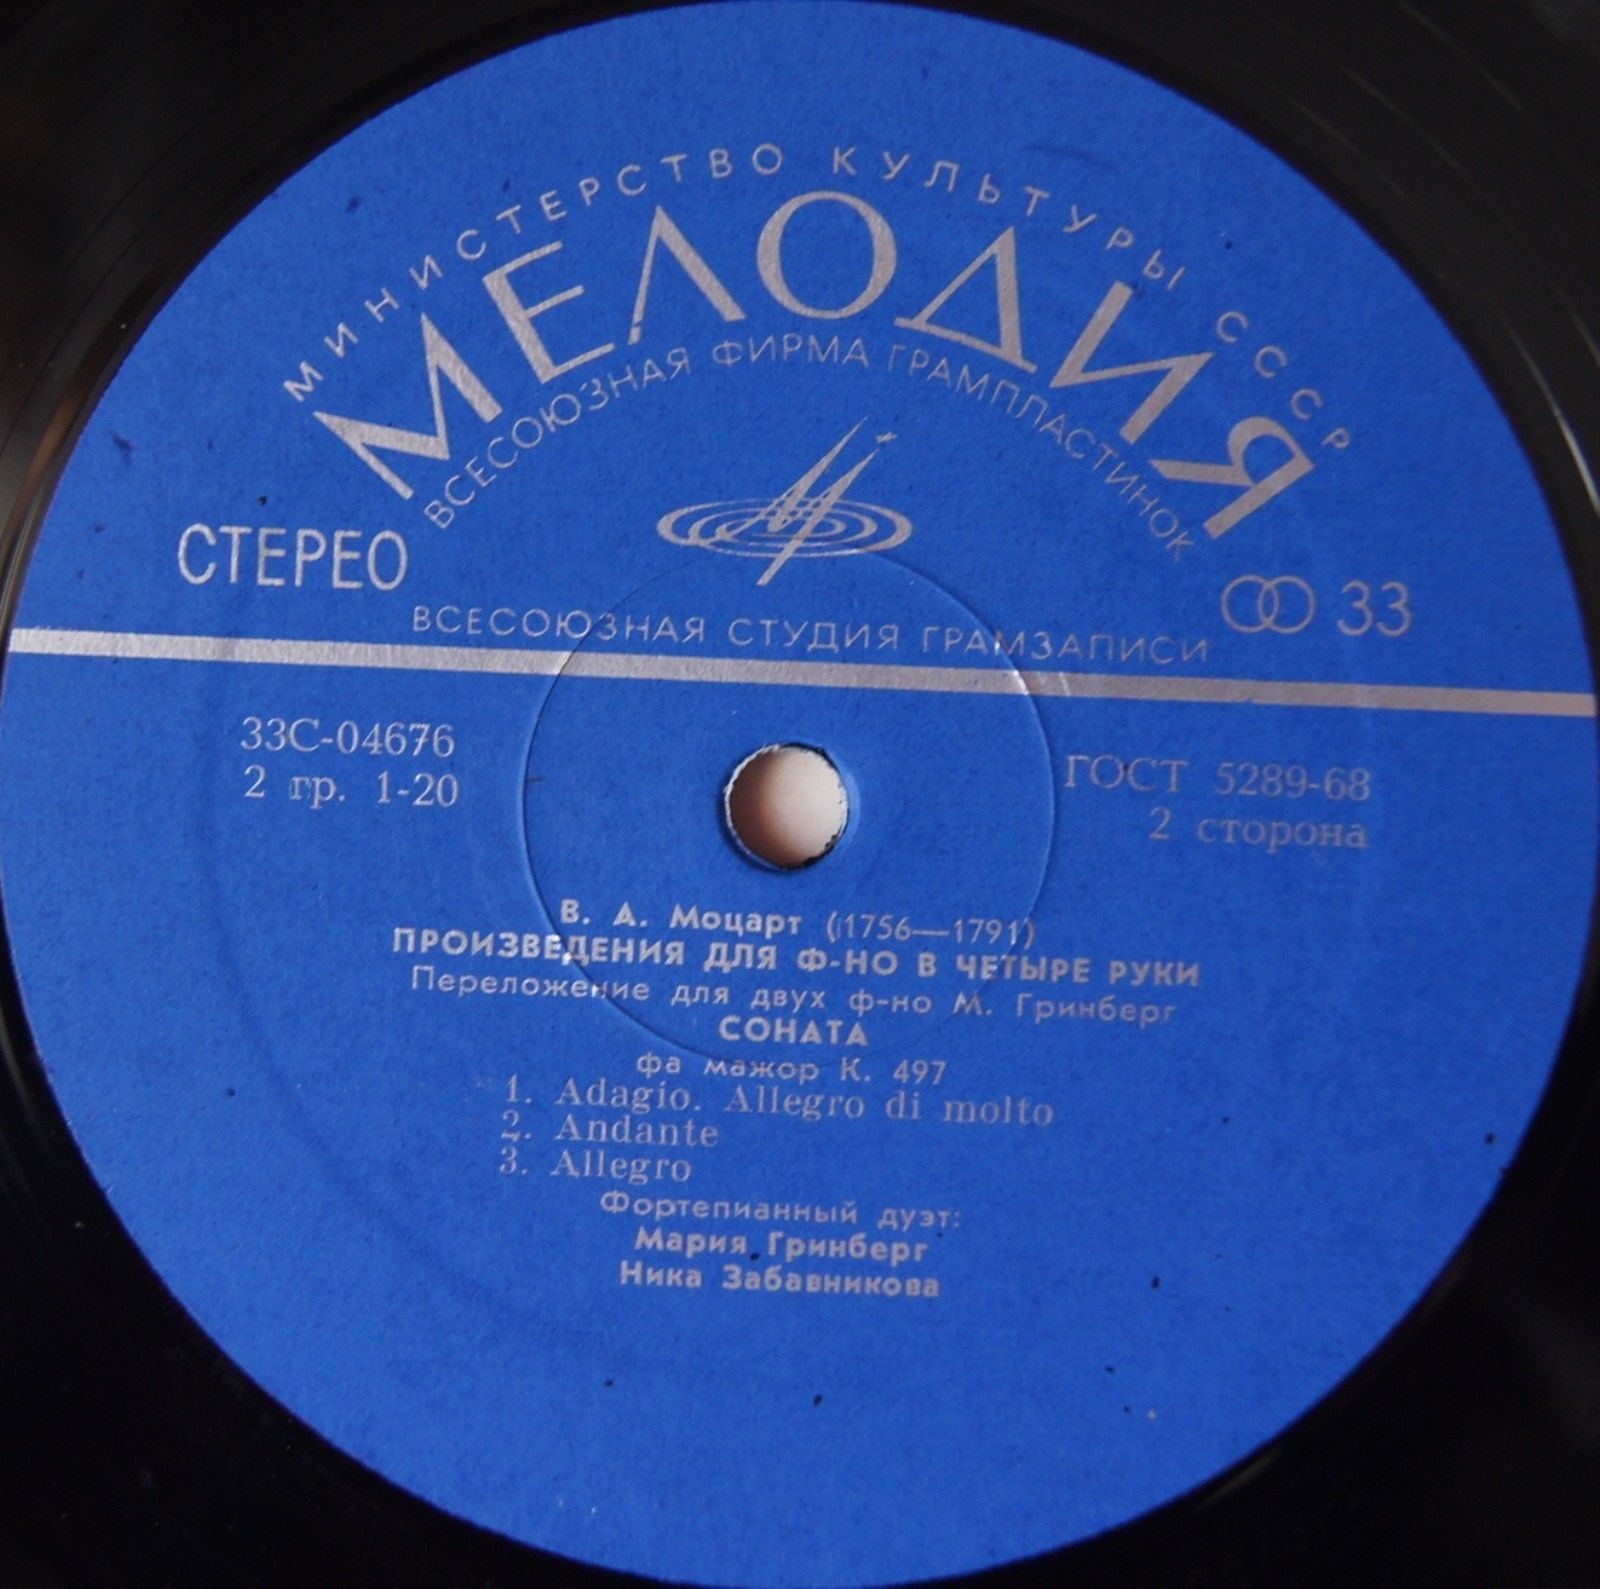 МИНИСТЕРСТВО КУЛЬТУРЫ СССР
МЕЛОДИЯ
ВСЕСОЮЗНАЯ ФИРМА ГРАМПЛАСТИНОК
СТЕРЕО
33
ВСЕСОЮЗНАЯ СТУДИЯ ГРАМЗАПИСИ
33С-04676
2 гр. 1-20
ГОСТ 5289-68
2 сторона
В. А. Моцарт (1756—1791)
ПРОИЗВЕДЕНИЯ ДЛЯ Ф-НО В ЧЕТЫРЕ РУКИ
Переложение для двух ф-но М. Гринберг
СОНАТА
фа мажор К. 497
1. Adagio. Allegro di molto
2. Andante
3. Allegro
Фортепианный дуэт:
Мария Гринберг
Ника Забавникова